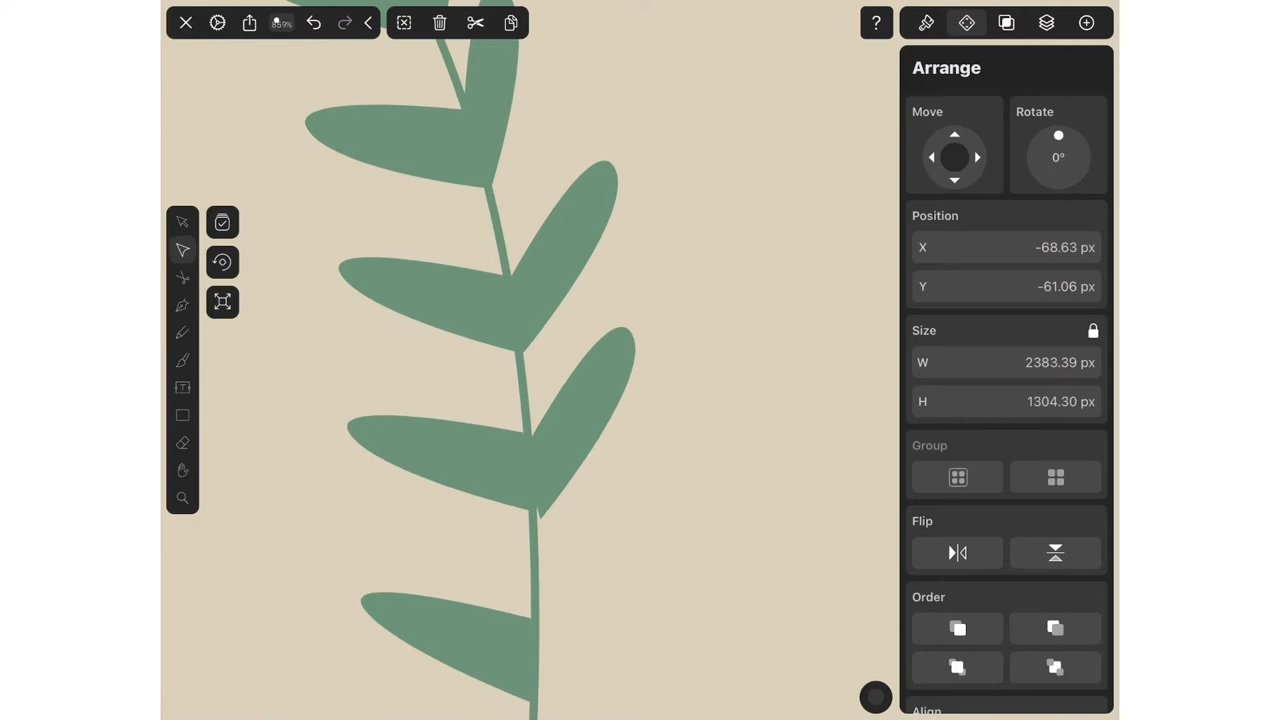 859%
?
Arrange
Move
Rotate
0°
Position
X -68.63 px
Y -61.06 px
Size
W 2383.39 px
H 1304.30 px
Group
Flip
Order
Align
T